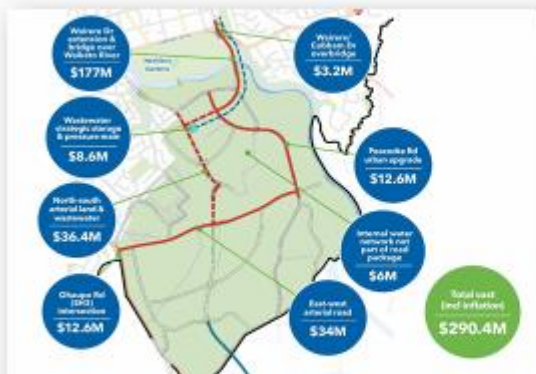 Wairere Dr
extension &
bridge over
Waikato River
$177M
Wairere/
Cobham Dr
overbridge
$3.2M
Hamilton
Gardens
Wastewater
strategic storage
& pressure main
$8.6M
Peacocke Rd
urban upgrade
$12.6M
North-south
arterial land &
wastewater
$36.4M
Internal water
network not
part of road
package
$6M
Ohaupo Rd
(SH3)
intersection
$12.6M
East-west
arterial road
$34M
Total cost
(incl inflation)
$290.4M